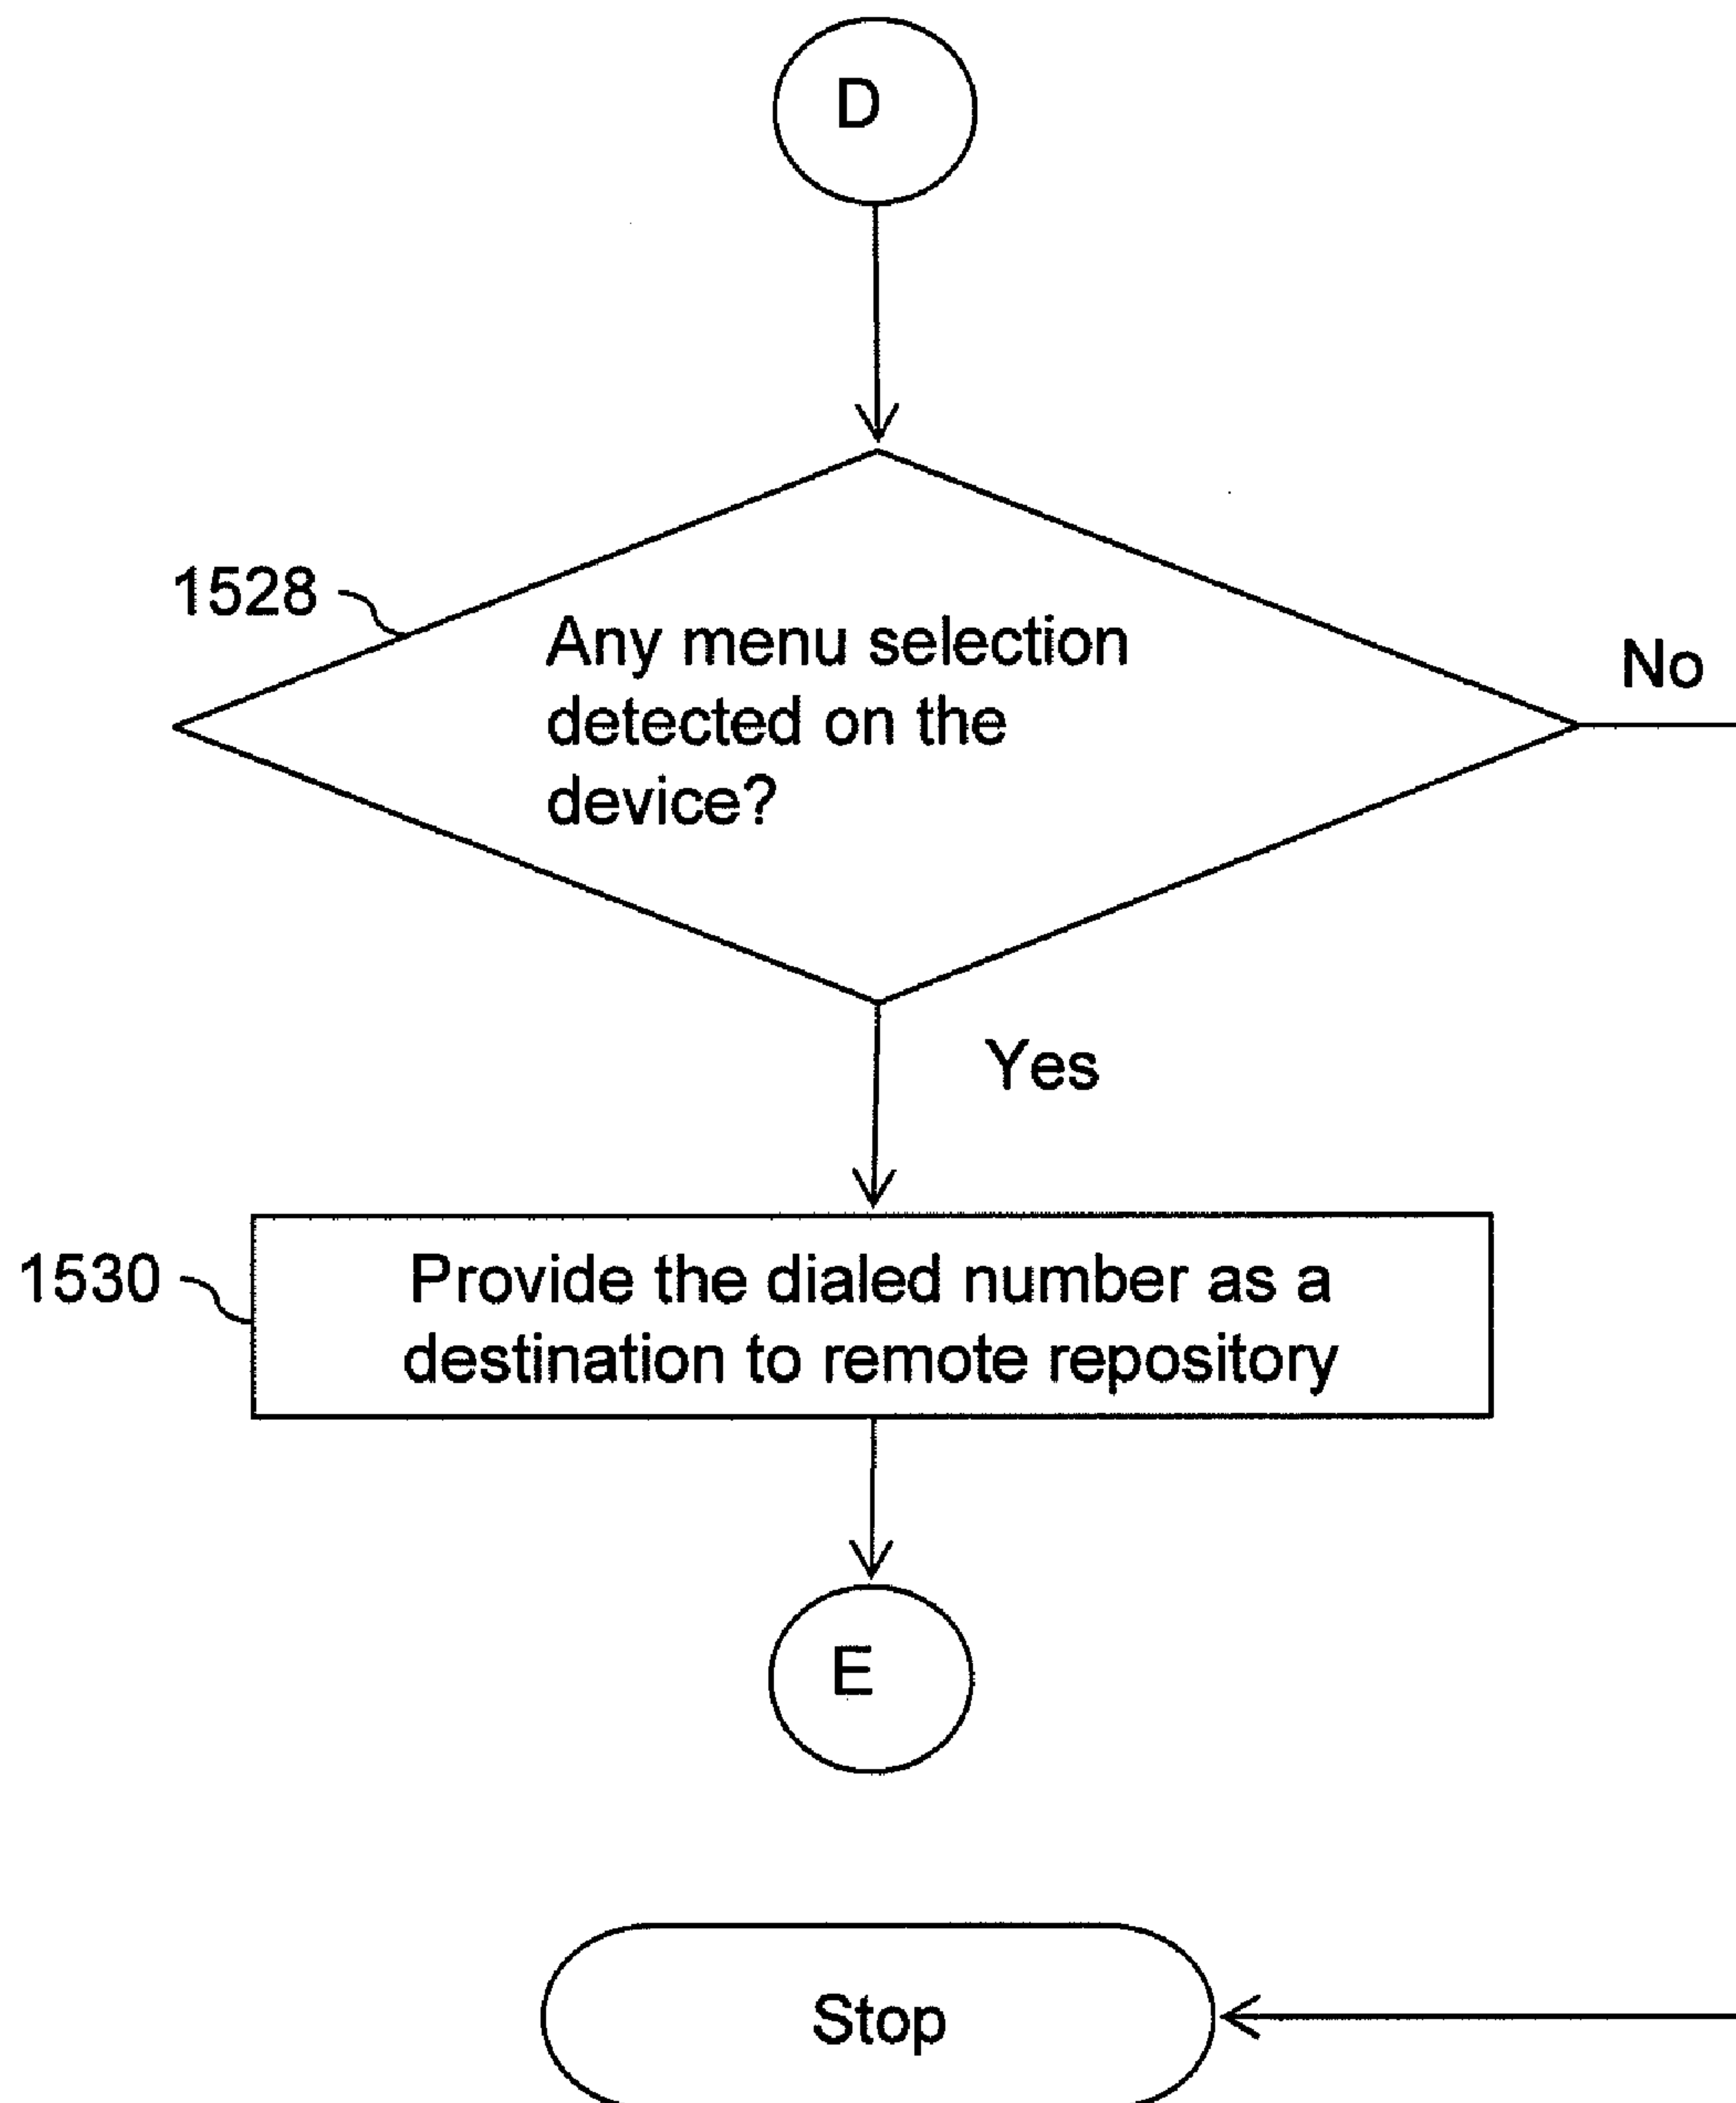 D
1528
Any menu selection
detected on the
device?
No
Yes
1530
Provide the dialed number as a
destination to remote repository
E
Stop